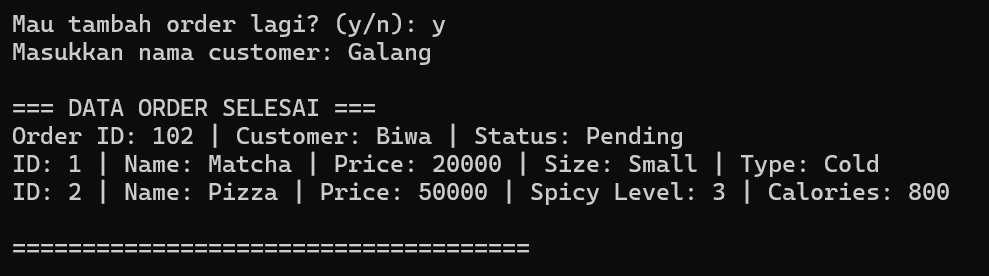 Mau tambah order lagi? (y/n): y
Masukkan nama customer: Galang
=== DATA ORDER SELESAI ===
Order ID: 102 | Customer: Biwa | Status: Pending
ID: 1 | Name: Matcha | Price: 20000 | Size: Small | Type: Cold
ID: 2 | Name: Pizza | Price: 50000 | Spicy Level: 3 | Calories: 800
=====================================